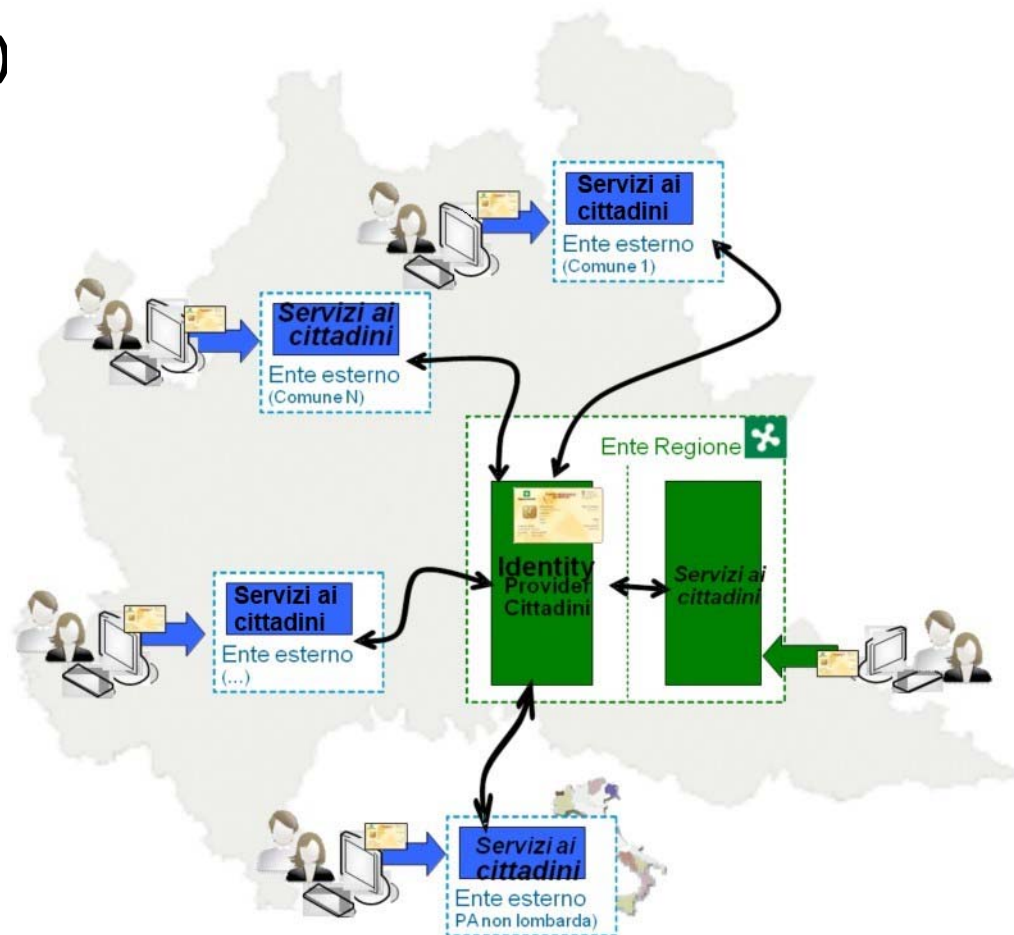 )
Servizi ai
cittadini
Ente esterno
(Comune 1)
Servizi ai
cittadini
Ente esterno
(Comune N)
Ente Regione
Identity
Provider
Cittadini
Servizi ai
cittadini
Servizi ai
cittadini
Ente esterno
(...)
Servizi ai
cittadini
Ente esterno
PA non lombarda)